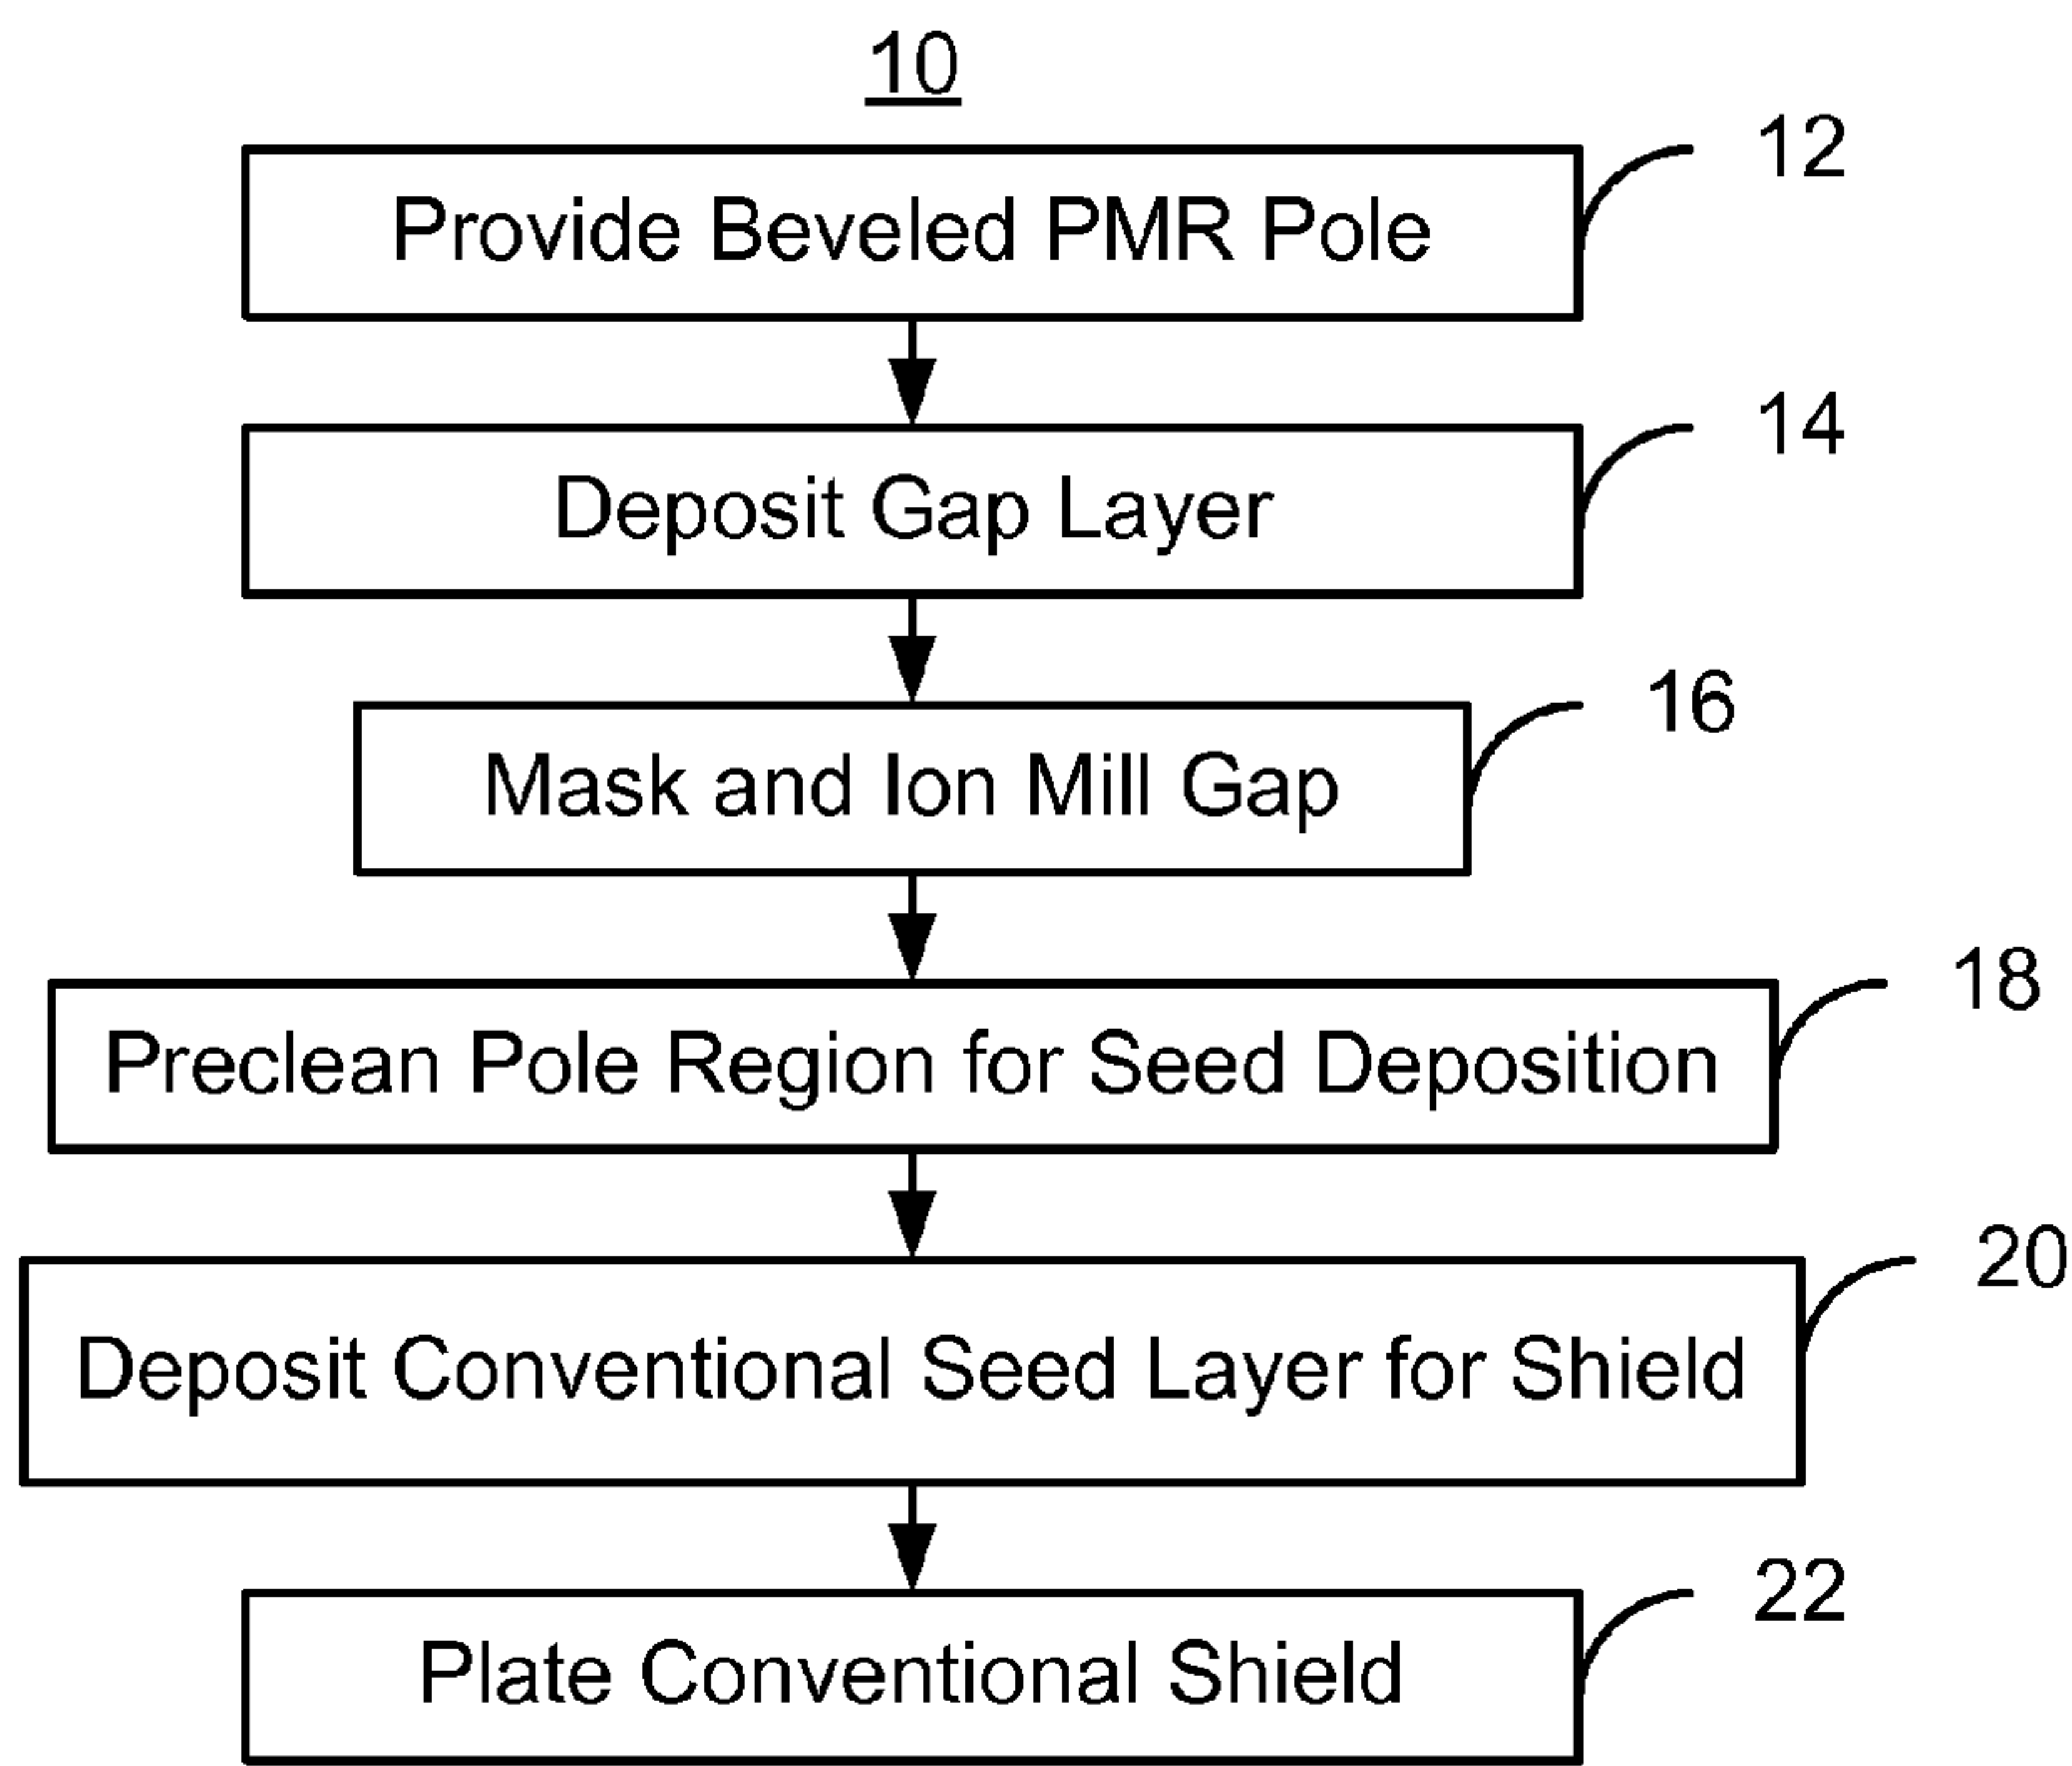 10
12
Provide Beveled PMR Pole
14
Deposit Gap Layer
16
Mask and Ion Mill Gap
18
Preclean Pole Region for Seed Deposition
20
Deposit Conventional Seed Layer for Shield
22
Plate Conventional Shield